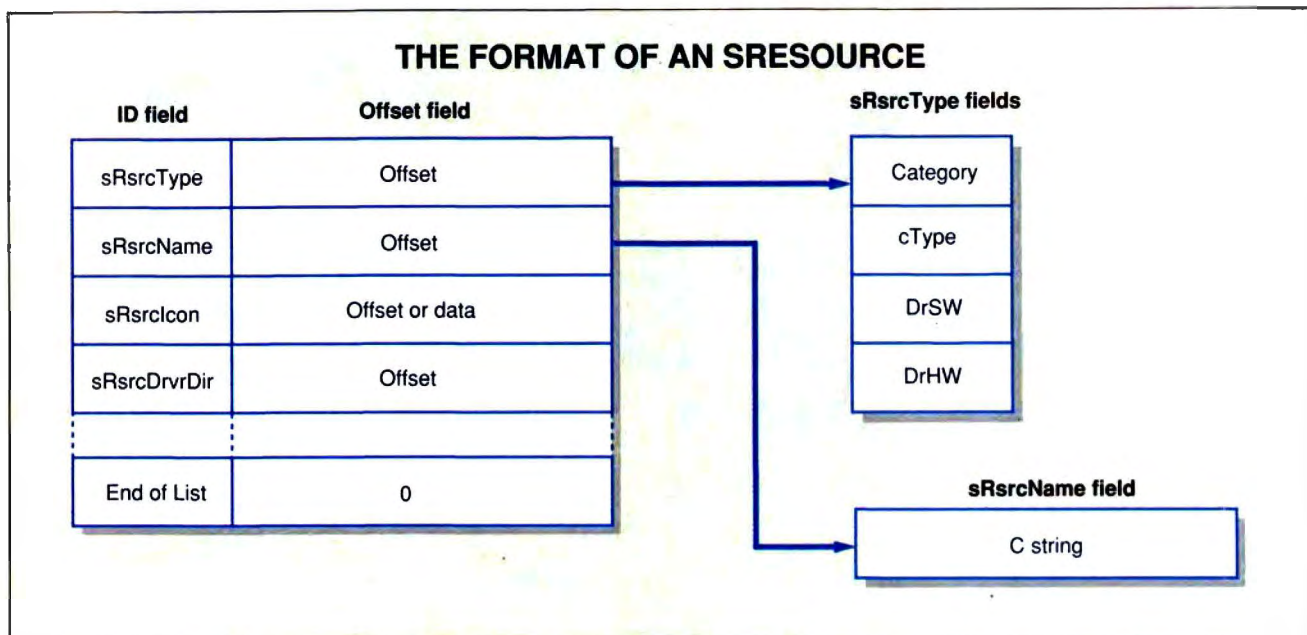 THE FORMAT OF AN SRESOURCE
ID field
Offset field
sRsrcType
Offset
sRsrcName
Offset
sRsrcIcon
Offset or data
sRsrcDrvrDir
Offset
End of List
0
sRsrcType fields
Category
cType
DrSW
DrHW
sRsrcName field
C string